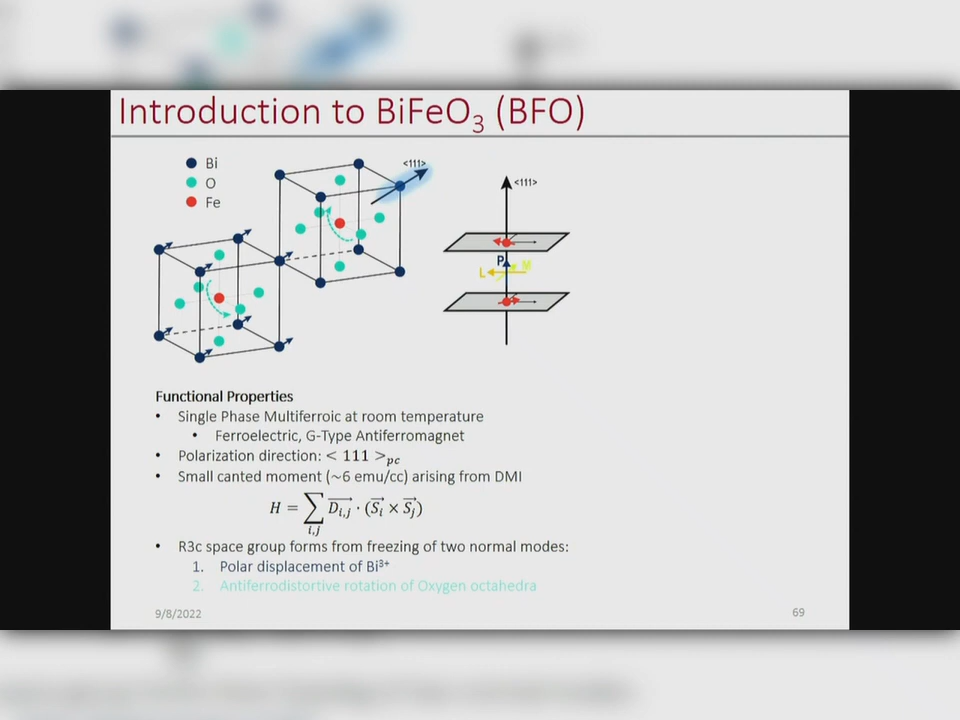 Introduction to BiFeO₃ (BFO)
Bi
O
Fe
<111>
<111>
P
M
L
Functional Properties
• Single Phase Multiferroic at room temperature
• Ferroelectric, G-Type Antiferromagnet
• Polarization direction: < 111 >pc
• Small canted moment (~6 emu/cc) arising from DMI
H = ∑i,j D⃗i,j · (S⃗i × S⃗j)
• R3c space group forms from freezing of two normal modes:
1. Polar displacement of Bi³⁺
2. Antiferrodistortive rotation of Oxygen octahedra
9/8/2022
69